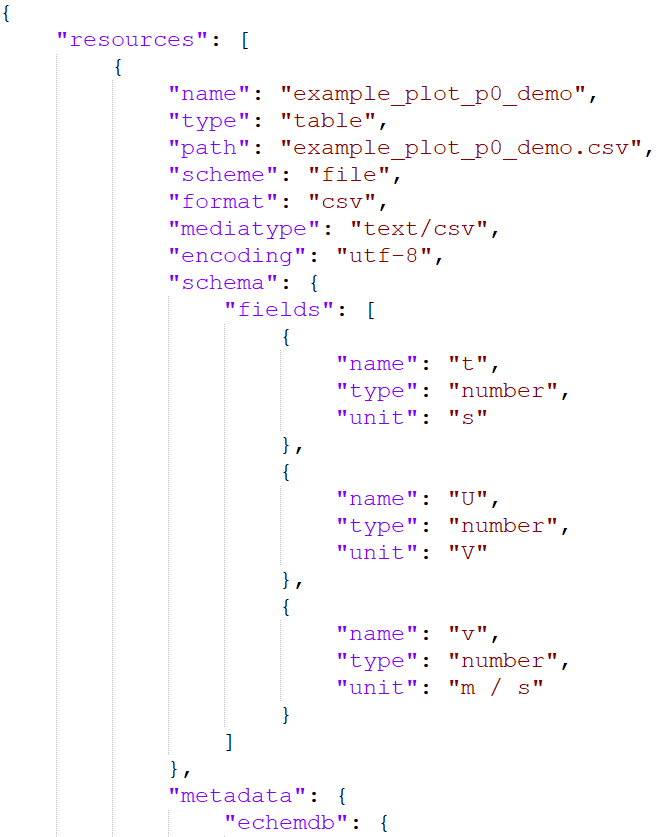 {
    "resources": [
        {
            "name": "example_plot_p0_demo",
            "type": "table",
            "path": "example_plot_p0_demo.csv",
            "scheme": "file",
            "format": "csv",
            "mediatype": "text/csv",
            "encoding": "utf-8",
            "schema": {
                "fields": [
                    {
                        "name": "t",
                        "type": "number",
                        "unit": "s"
                    },
                    {
                        "name": "U",
                        "type": "number",
                        "unit": "V"
                    },
                    {
                        "name": "v",
                        "type": "number",
                        "unit": "m / s"
                    }
                ]
            },
            "metadata": {
                "echemdb": {